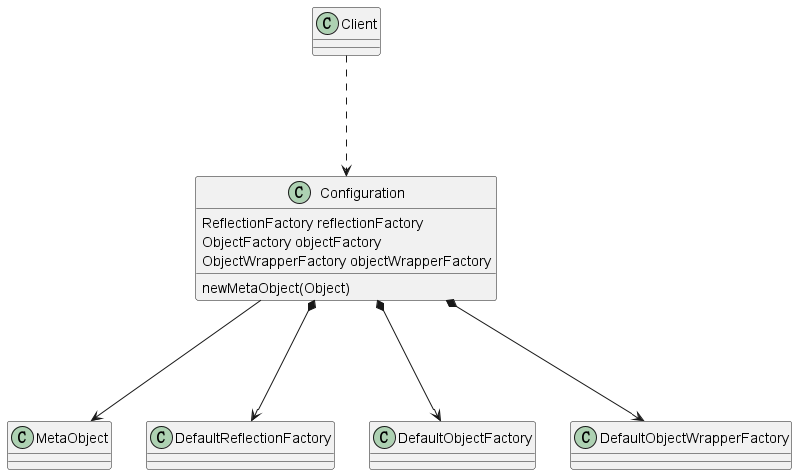 C Client
C Configuration
ReflectionFactory reflectionFactory
ObjectFactory objectFactory
ObjectWrapperFactory objectWrapperFactory
newMetaObject(Object)
C MetaObject
C DefaultReflectionFactory
C DefaultObjectFactory
C DefaultObjectWrapperFactory